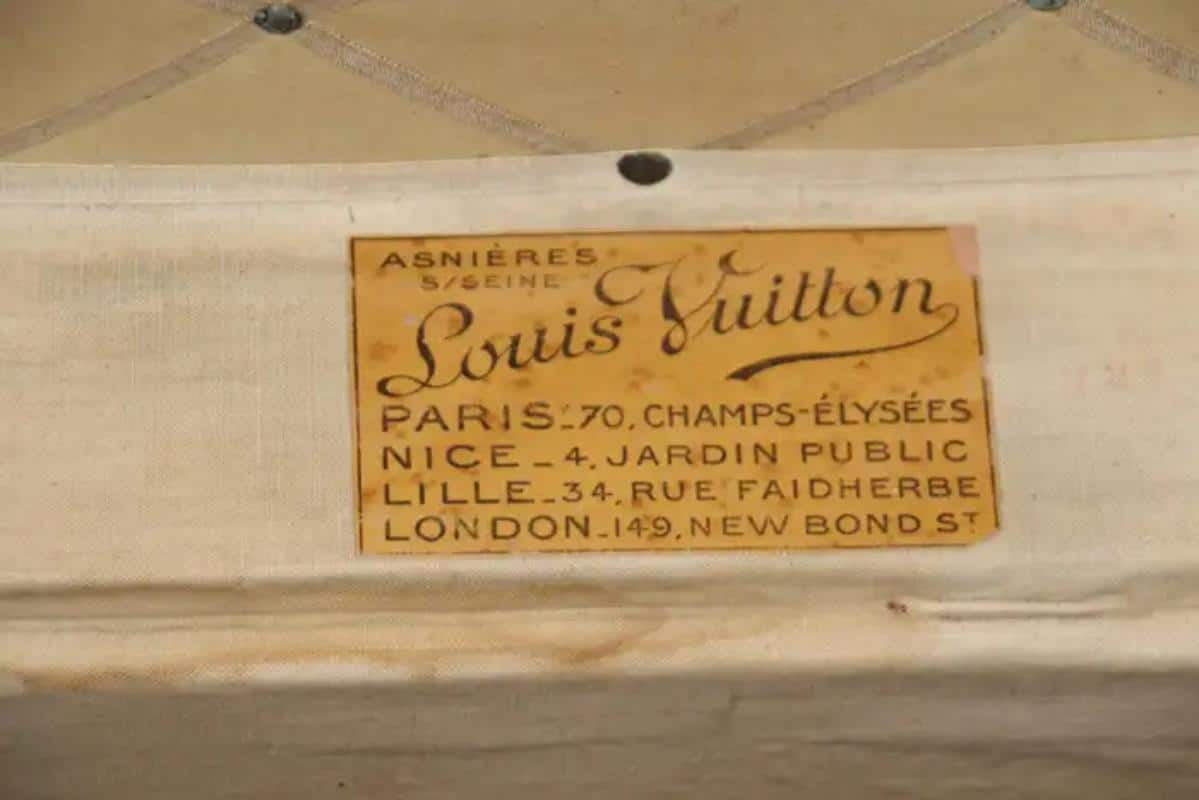 ASNIÈRES
S/SEINE
Louis Vuitton
PARIS_70, CHAMPS-ÉLYSÉES
NICE_4, JARDIN PUBLIC
LILLE_34, RUE FAIDHERBE
LONDON_149, NEW BOND ST